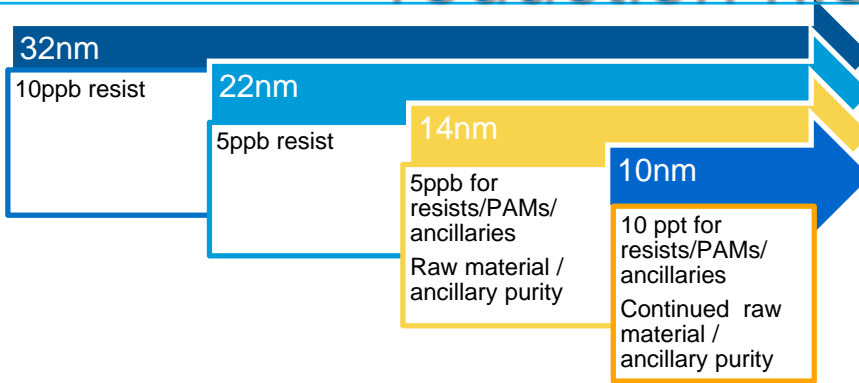 32nm
10ppb resist
22nm
5ppb resist
14nm
5ppb for
resists/PAMs/
ancillaries
Raw material /
ancillary purity
10nm
10 ppt for
resists/PAMs/
ancillaries
Continued raw
material /
ancillary purity